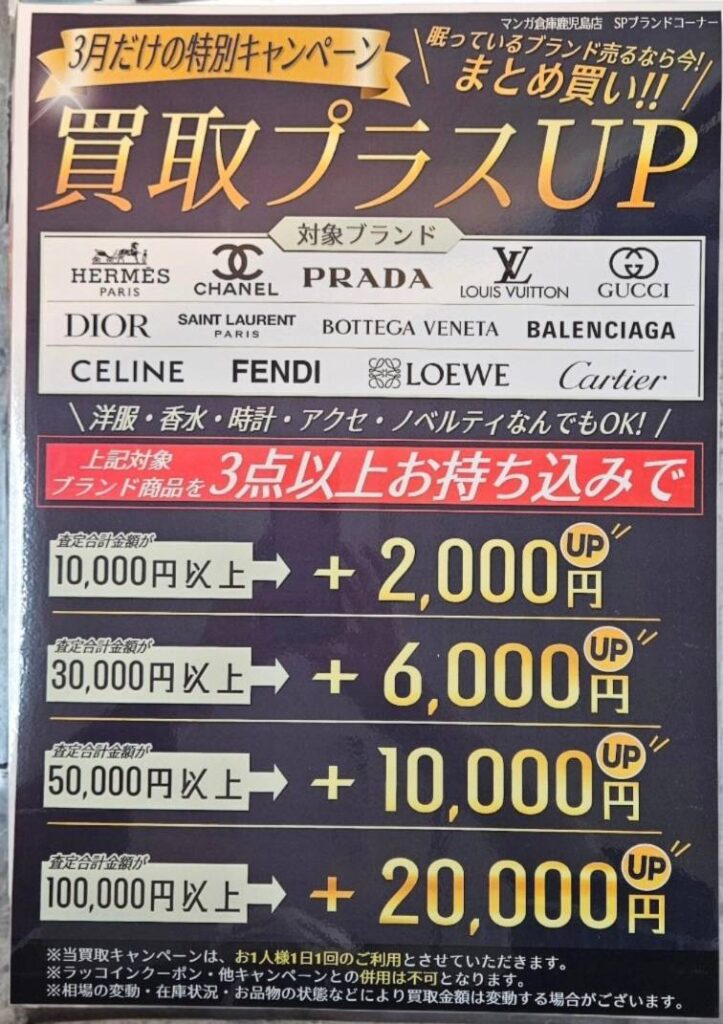 マンガ倉庫鹿児島店 SPブランドコーナー
3月だけの特別キャンペーン
眠っているブランド売るなら今!
まとめ買い!!
買取プラスUP
対象ブランド
HERMÈS
PARIS
CHANEL
PRADA
LOUIS VUITTON
GUCCI
DIOR
SAINT LAURENT
PARIS
BOTTEGA VENETA
BALENCIAGA
CELINE
FENDI
LOEWE
Cartier
\ 洋服・香水・時計・アクセ・ノベルティなんでもOK! /
上記対象
ブランド商品を
3点以上お持ち込みで
査定合計金額が
10,000円以上
+ 2,000円
UP
査定合計金額が
30,000円以上
+ 6,000円
UP
査定合計金額が
50,000円以上
+ 10,000円
UP
査定合計金額が
100,000円以上
+ 20,000円
UP
※当買取キャンペーンは、お1人様1日1回のご利用とさせていただきます。
※ラッコインクーポン・他キャンペーンとの併用は不可となります。
※相場の変動・在庫状況・お品物の状態などにより買取金額は変動する場合がございます。